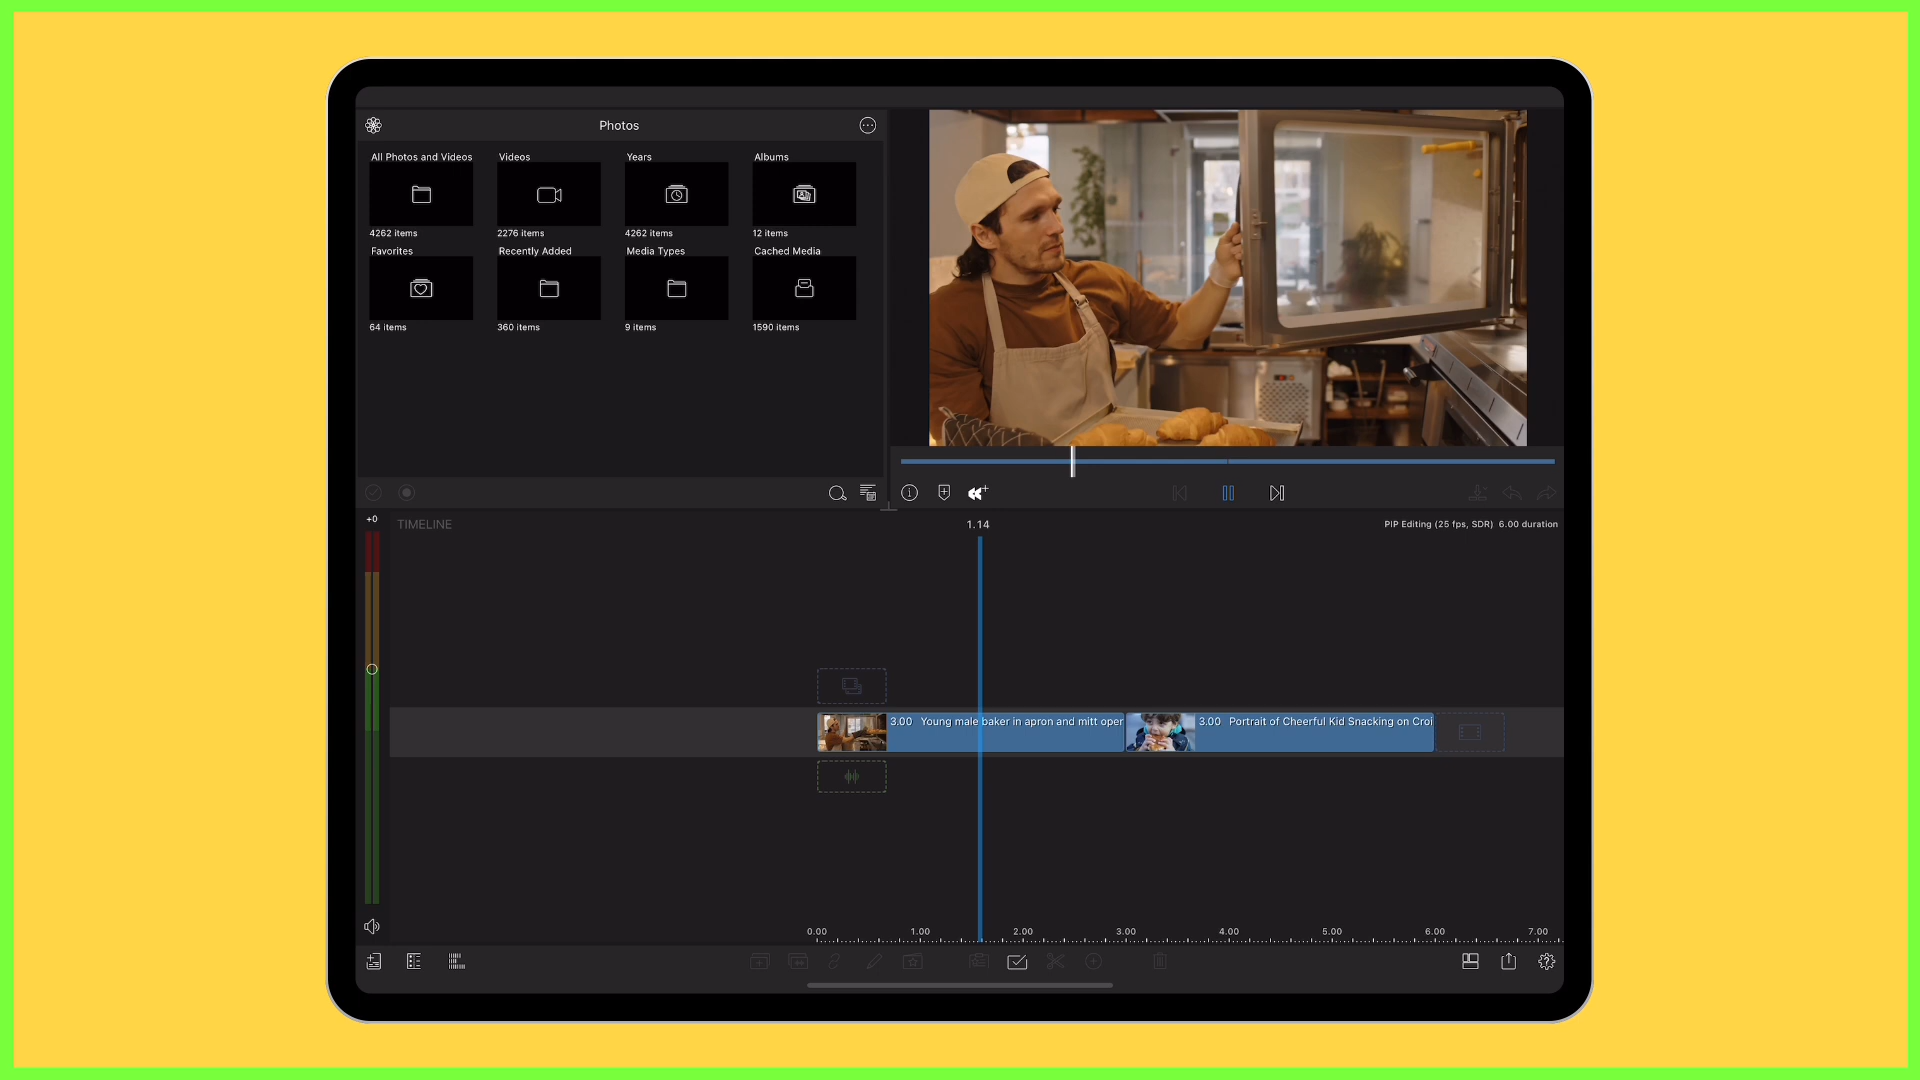 Photos
All Photos and Videos
Videos
Years
Albums
4262 items
2276 items
4262 items
12 items
Favorites
Recently Added
Media Types
Cached Media
64 items
360 items
9 items
1590 items
+0
TIMELINE
1.14
PIP Editing (25 fps, SDR) 6.00 duration
3.00 Young male baker in apron and mitt oper
3.00 Portrait of Cheerful Kid Snacking on Croi
0.00 1.00 2.00 3.00 4.00 5.00 6.00 7.00